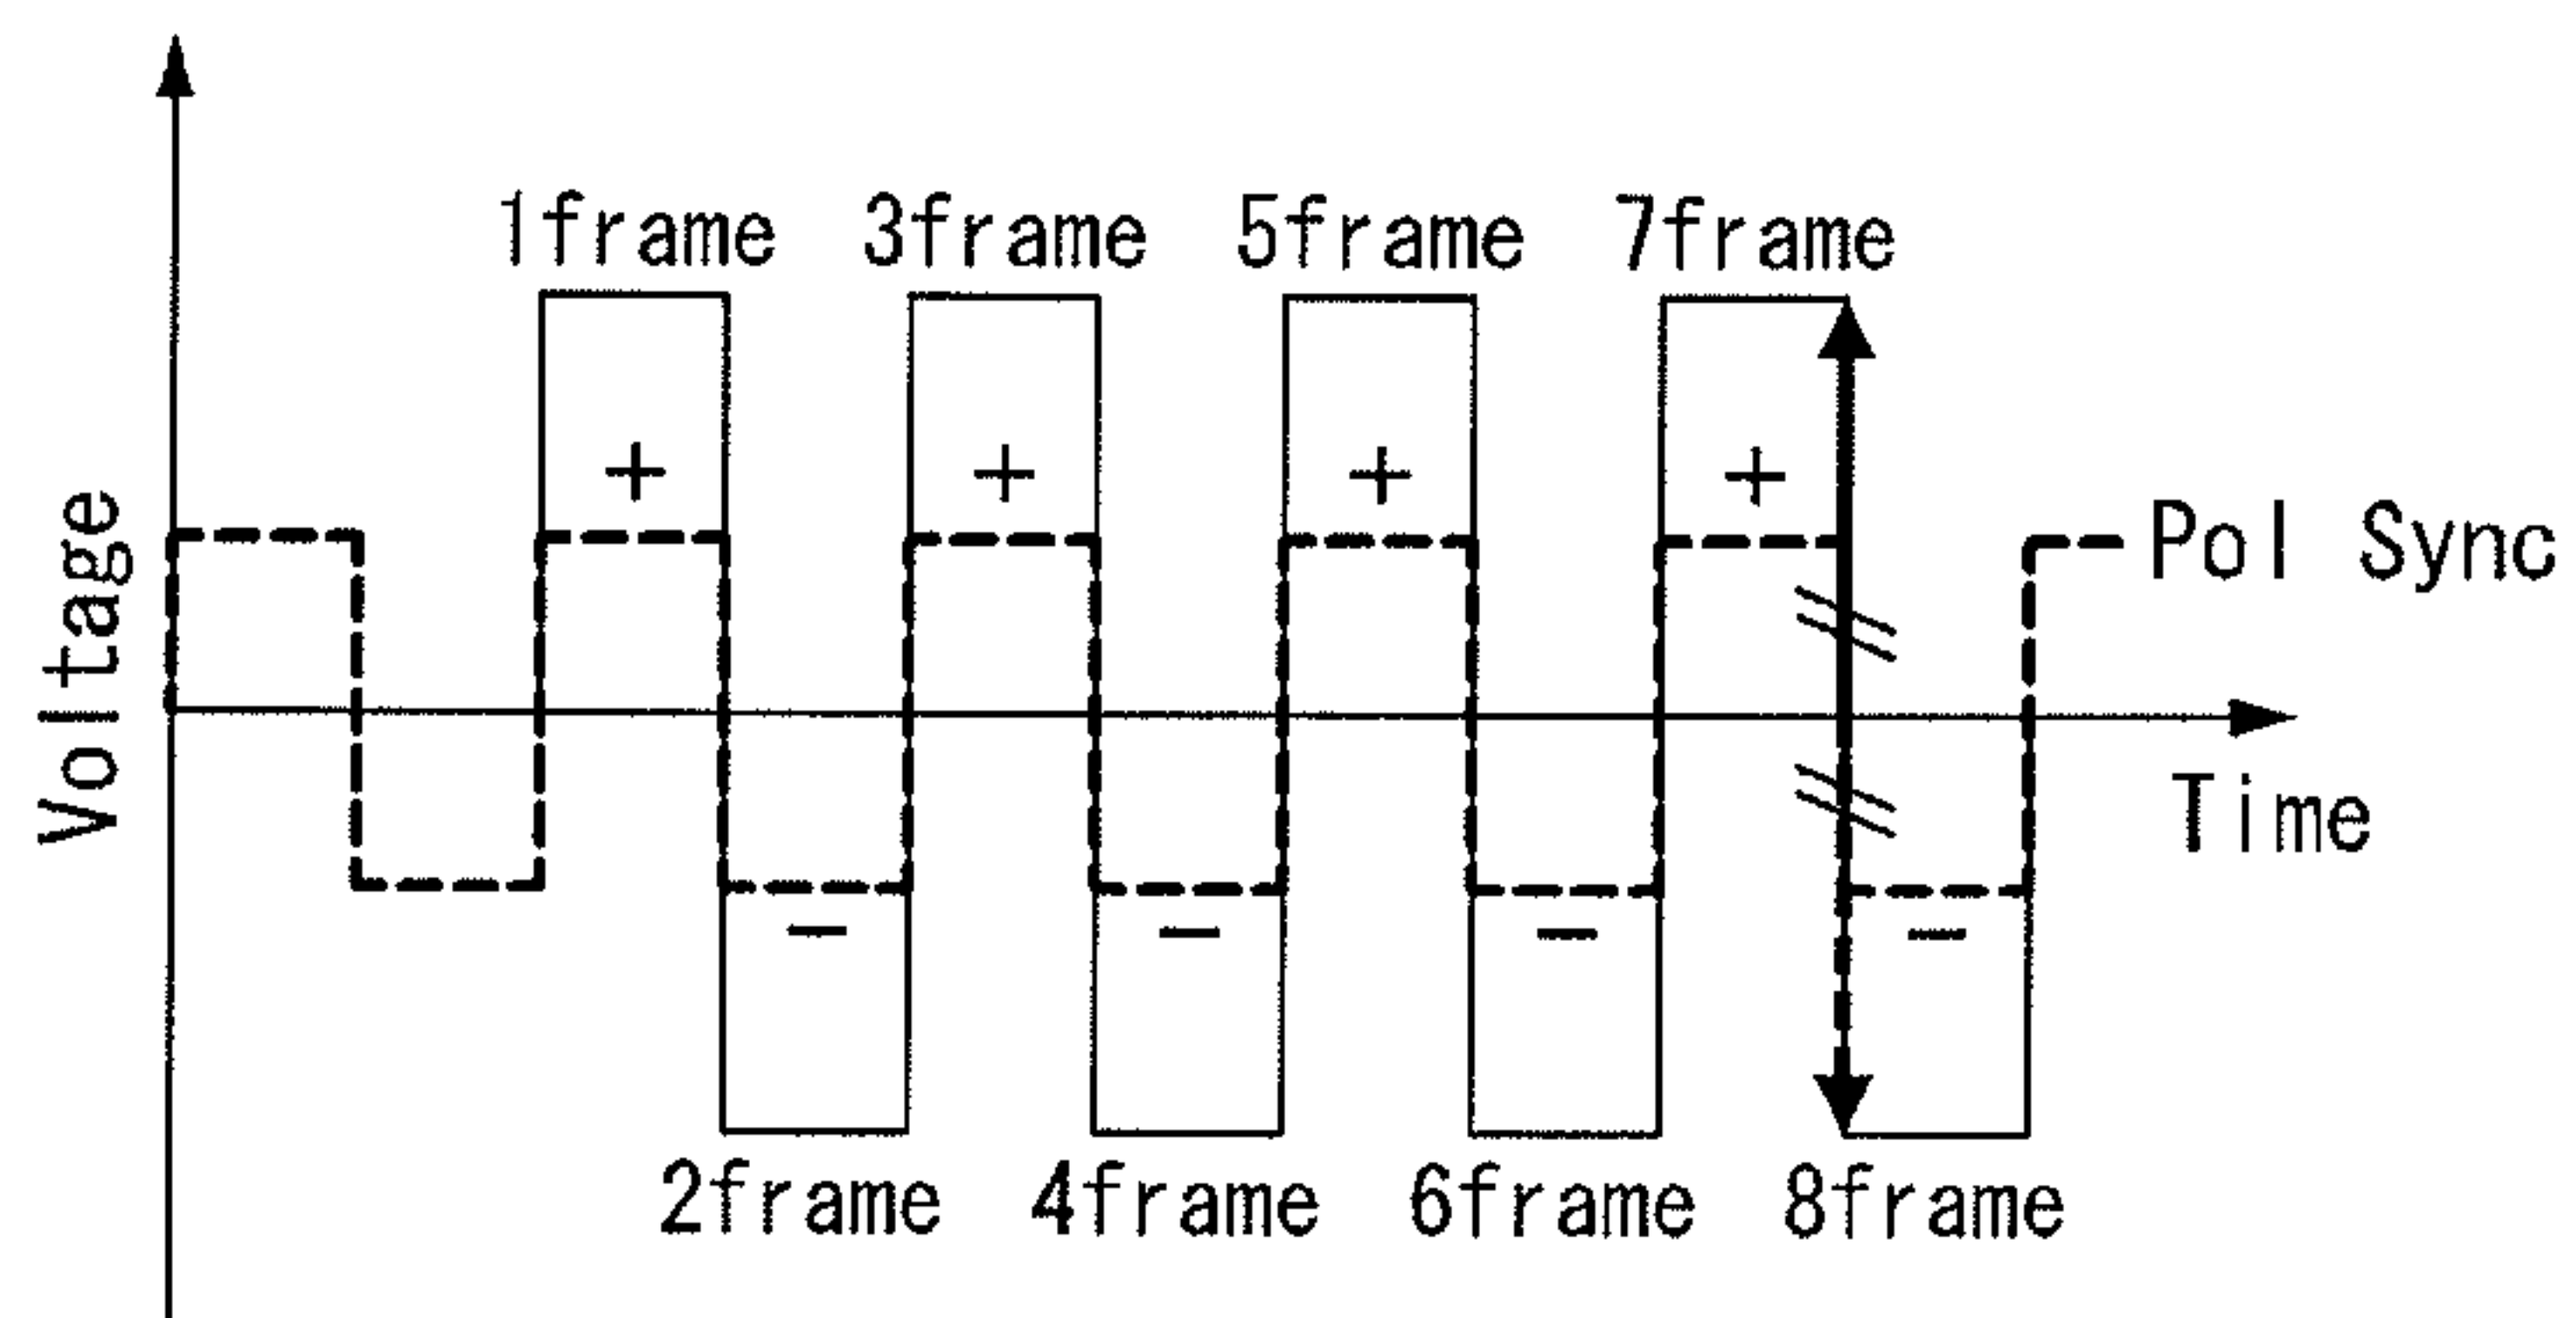 1frame 3frame 5frame 7frame
+ + + +
Voltage
Pol Sync
Time
- - - -
2frame 4frame 6frame 8frame